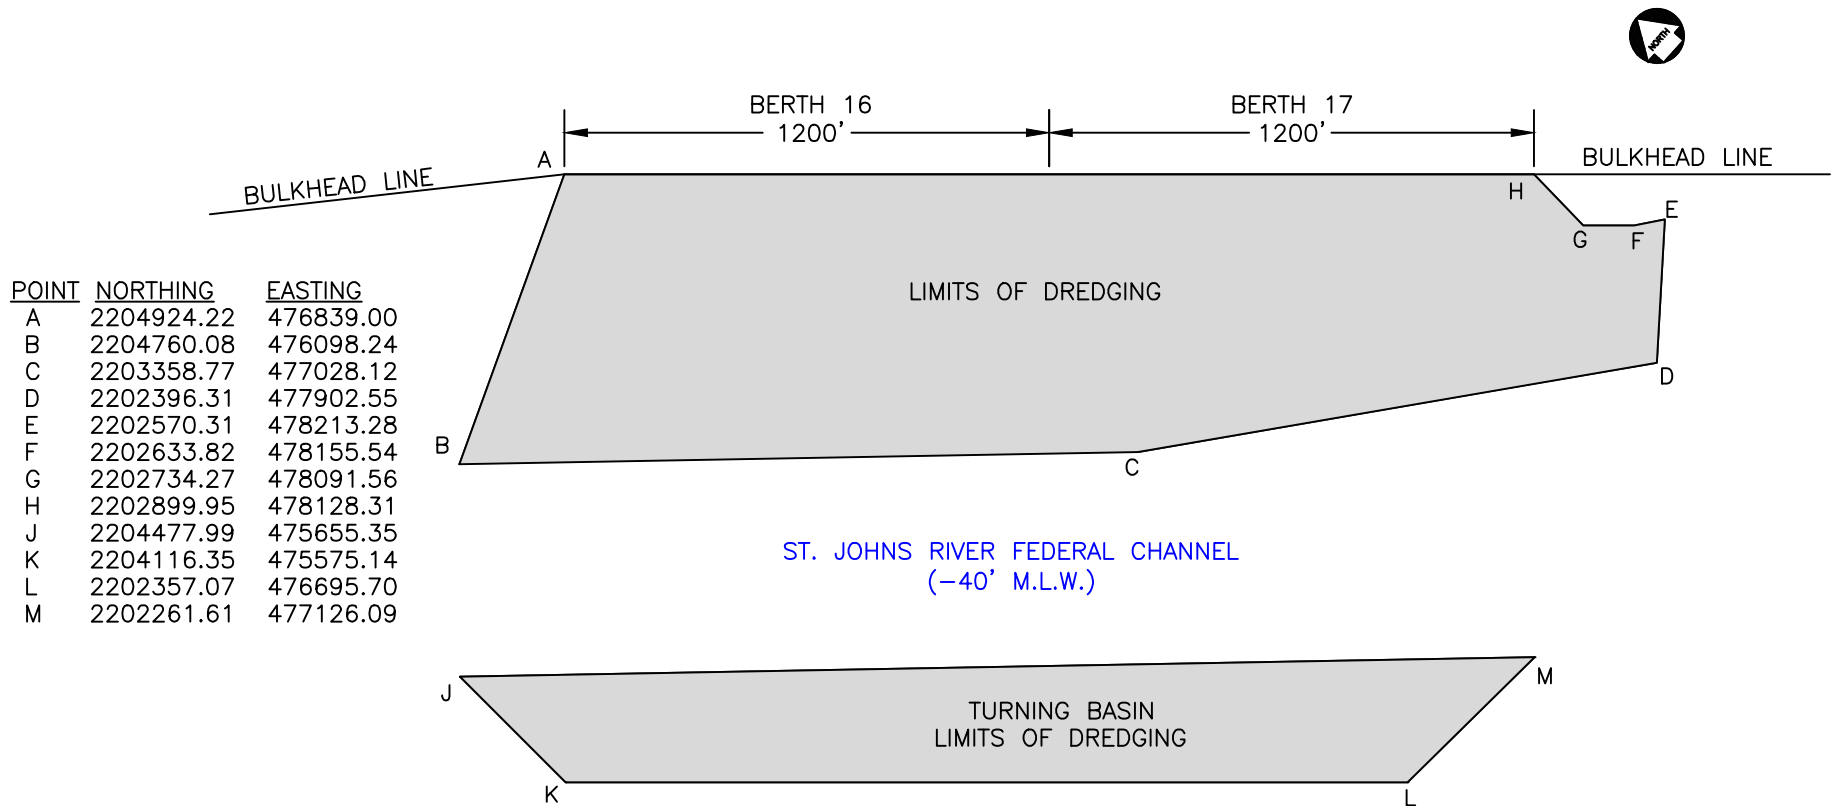 NORTH
BERTH 16
1200'
BERTH 17
1200'
BULKHEAD LINE
A
BULKHEAD LINE
H
E
G
F
LIMITS OF DREDGING
POINT NORTHING EASTING
A 2204924.22 476839.00
B 2204760.08 476098.24
C 2203358.77 477028.12
D 2202396.31 477902.55
E 2202570.31 478213.28
F 2202633.82 478155.54
G 2202734.27 478091.56
H 2202899.95 478128.31
J 2204477.99 475655.35
K 2204116.35 475575.14
L 2202357.07 476695.70
M 2202261.61 477126.09
D
B
C
ST. JOHNS RIVER FEDERAL CHANNEL
(-40' M.L.W.)
J
M
TURNING BASIN
LIMITS OF DREDGING
K
L